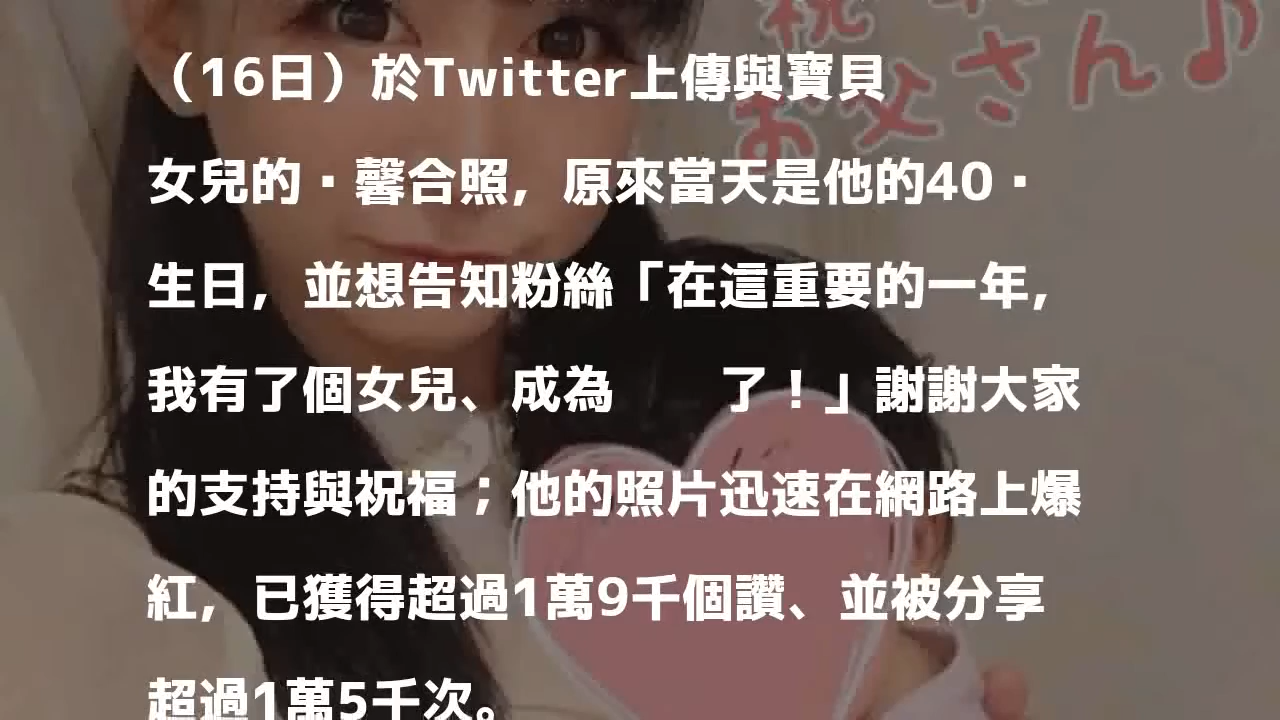 祝
お父さん♪
（16日）於Twitter上傳與寶貝
女兒的·馨合照，原來當天是他的40·
生日，並想告知粉絲「在這重要的一年，
我有了個女兒、成為　　了！」謝謝大家
的支持與祝福；他的照片迅速在網路上爆
紅，已獲得超過1萬9千個讚、並被分享
超過1萬5千次。